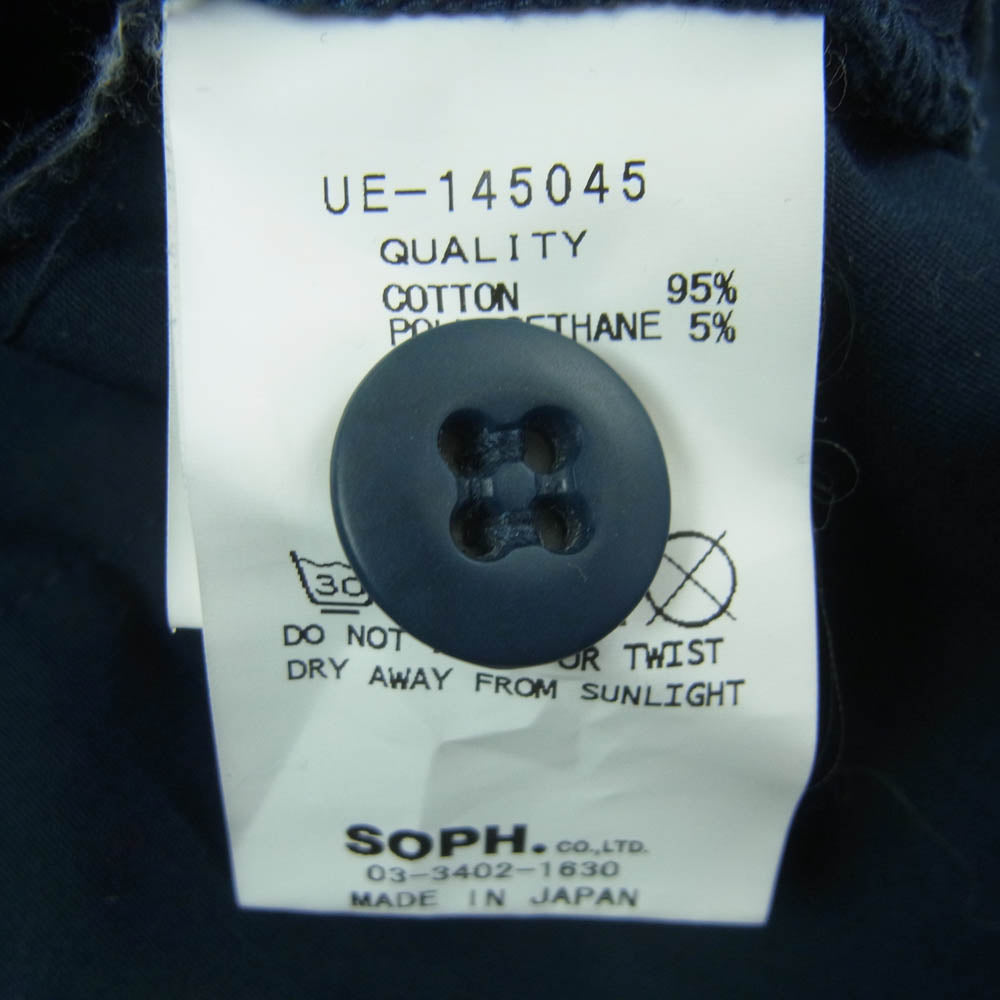 UE-145045
QUALITY
COTTON 95%
5%
30
DO NOT OR TWIST
DRY AWAY FROM SUNLIGHT
SOPH. CO.,LTD.
03-3402-1630
MADE IN JAPAN